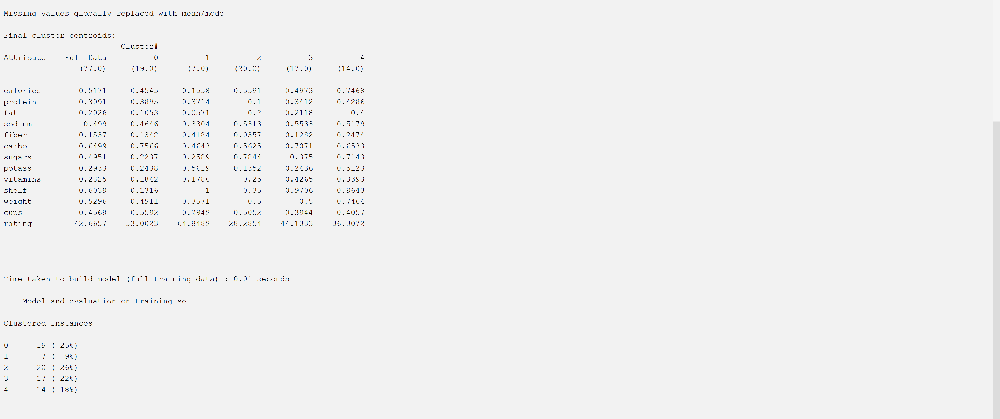 Missing values globally replaced with mean/mode
Final cluster centroids:
Cluster#
Attribute Full Data 0 1 2 3 4
(77.0) (19.0) (7.0) (20.0) (17.0) (14.0)
=============================================================================
calories 0.5171 0.4545 0.1558 0.5591 0.4973 0.7468
protein 0.3091 0.3895 0.3714 0.1 0.3412 0.4286
fat 0.2026 0.1053 0.0571 0.2 0.2118 0.4
sodium 0.499 0.4646 0.3304 0.5313 0.5533 0.5179
fiber 0.1537 0.1342 0.4184 0.0357 0.1282 0.2474
carbo 0.6499 0.7566 0.4643 0.5625 0.7071 0.6533
sugars 0.4951 0.2237 0.2589 0.7844 0.375 0.7143
potass 0.2933 0.2438 0.5619 0.1352 0.2436 0.5123
vitamins 0.2825 0.1842 0.1786 0.25 0.4265 0.3393
shelf 0.6039 0.1316 1 0.35 0.9706 0.9643
weight 0.5296 0.4911 0.3571 0.5 0.5 0.7464
cups 0.4568 0.5592 0.2949 0.5052 0.3944 0.4057
rating 42.6657 53.0023 64.8489 28.2854 44.1333 36.3072
Time taken to build model (full training data) : 0.01 seconds
=== Model and evaluation on training set ===
Clustered Instances
0 19 ( 25%)
1 7 ( 9%)
2 20 ( 26%)
3 17 ( 22%)
4 14 ( 18%)